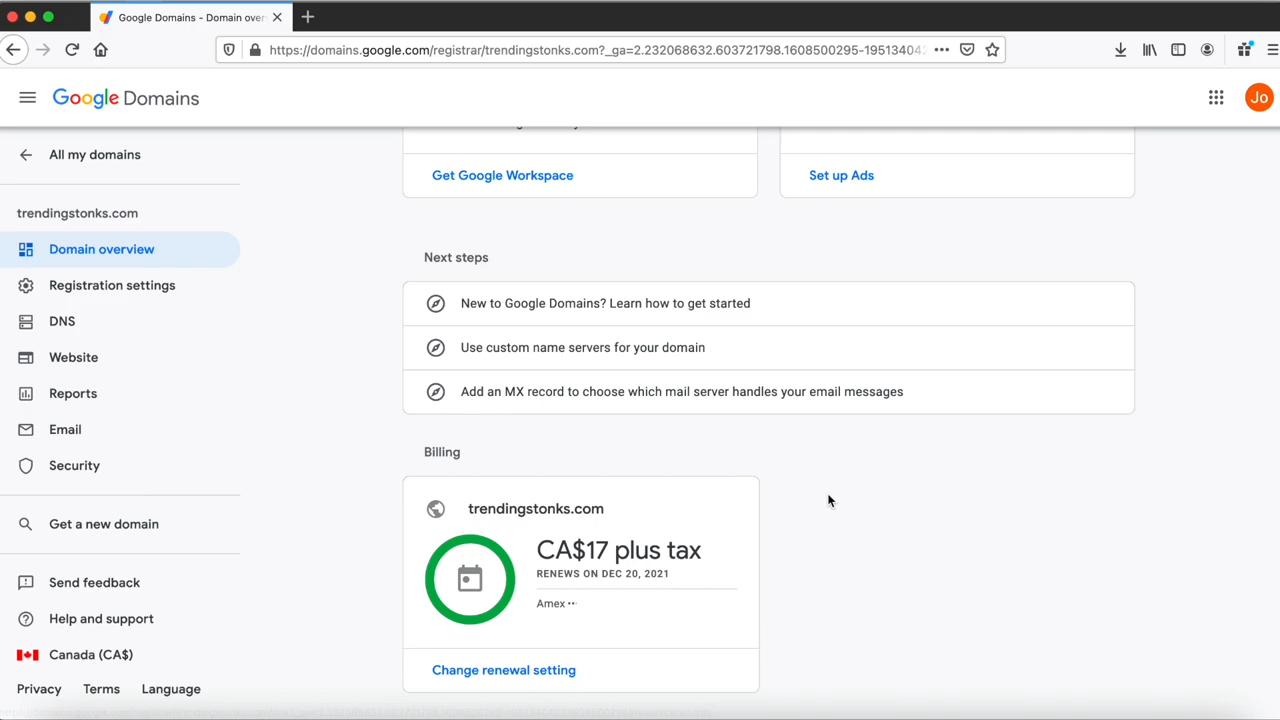 Google Domains - Domain over
https://domains.google.com/registrar/trendingstonks.com?_ga=2.232068632.603721798.1608500295-195134042
Google Domains
Jo
All my domains
trendingstonks.com
Domain overview
Registration settings
DNS
Website
Reports
Email
Security
Get a new domain
Send feedback
Help and support
Canada (CA$)
Privacy Terms Language
Get Google Workspace
Set up Ads
Next steps
New to Google Domains? Learn how to get started
Use custom name servers for your domain
Add an MX record to choose which mail server handles your email messages
Billing
trendingstonks.com
CA$17 plus tax
RENEWS ON DEC 20, 2021
Amex ··
Change renewal setting